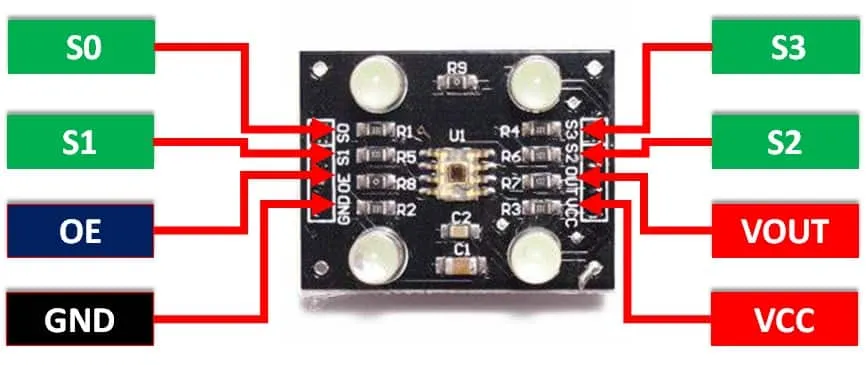 S0
S1
OE
GND
S3
S2
VOUT
VCC
R9
S0
R1
S1
R5
OE
R8
GND
R2
U1
R4
S3
R6
S2
R7
OUT
R3
VCC
C2
C1